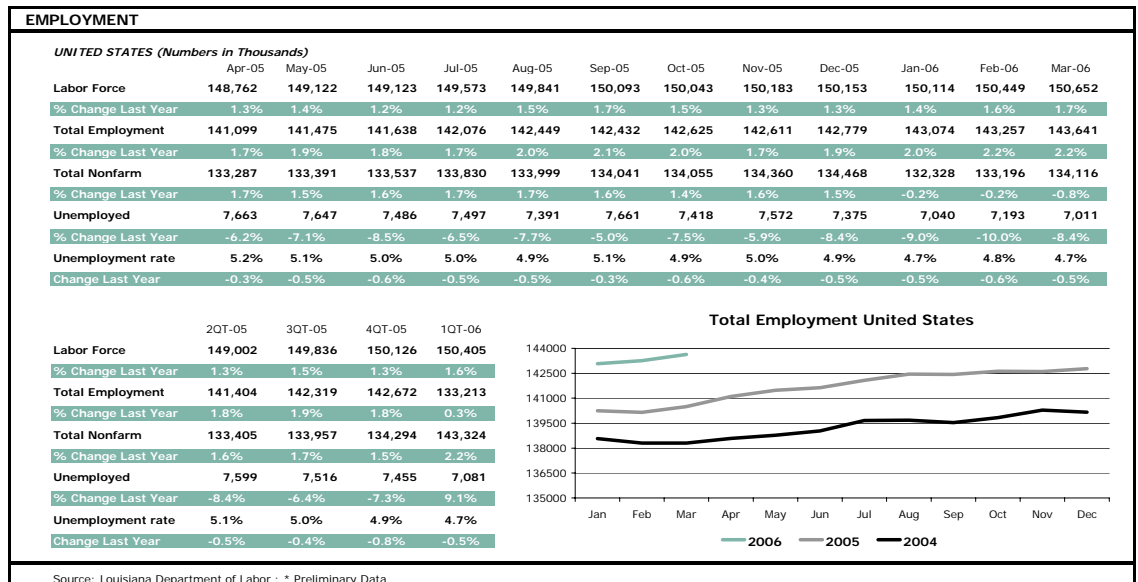 EMPLOYMENT
UNITED STATES (Numbers in Thousands)
Apr-05 May-05 Jun-05 Jul-05 Aug-05 Sep-05 Oct-05 Nov-05 Dec-05 Jan-06 Feb-06 Mar-06
Labor Force 148,762 149,122 149,123 149,573 149,841 150,093 150,043 150,183 150,153 150,114 150,449 150,652
% Change Last Year 1.3% 1.4% 1.2% 1.2% 1.5% 1.7% 1.5% 1.3% 1.3% 1.4% 1.6% 1.7%
Total Employment 141,099 141,475 141,638 142,076 142,449 142,432 142,625 142,611 142,779 143,074 143,257 143,641
% Change Last Year 1.7% 1.9% 1.8% 1.7% 2.0% 2.1% 2.0% 1.7% 1.9% 2.0% 2.2% 2.2%
Total Nonfarm 133,287 133,391 133,537 133,830 133,999 134,041 134,055 134,360 134,468 132,328 133,196 134,116
% Change Last Year 1.7% 1.5% 1.6% 1.7% 1.7% 1.6% 1.4% 1.6% 1.5% -0.2% -0.2% -0.8%
Unemployed 7,663 7,647 7,486 7,497 7,391 7,661 7,418 7,572 7,375 7,040 7,193 7,011
% Change Last Year -6.2% -7.1% -8.5% -6.5% -7.7% -5.0% -7.5% -5.9% -8.4% -9.0% -10.0% -8.4%
Unemployment rate 5.2% 5.1% 5.0% 5.0% 4.9% 5.1% 4.9% 5.0% 4.9% 4.7% 4.8% 4.7%
Change Last Year -0.3% -0.5% -0.6% -0.5% -0.5% -0.3% -0.6% -0.4% -0.5% -0.5% -0.6% -0.5%
2QT-05 3QT-05 4QT-05 1QT-06
Labor Force 149,002 149,836 150,126 150,405
% Change Last Year 1.3% 1.5% 1.3% 1.6%
Total Employment 141,404 142,319 142,672 133,213
% Change Last Year 1.8% 1.9% 1.8% 0.3%
Total Nonfarm 133,405 133,957 134,294 143,324
% Change Last Year 1.6% 1.7% 1.5% 2.2%
Unemployed 7,599 7,516 7,455 7,081
% Change Last Year -8.4% -6.4% -7.3% 9.1%
Unemployment rate 5.1% 5.0% 4.9% 4.7%
Change Last Year -0.5% -0.4% -0.8% -0.5%
Total Employment United States
144000
142500
141000
139500
138000
136500
135000
Jan Feb Mar Apr May Jun Jul Aug Sep Oct Nov Dec
2006 2005 2004
Source: Louisiana Department of Labor ; * Preliminary Data